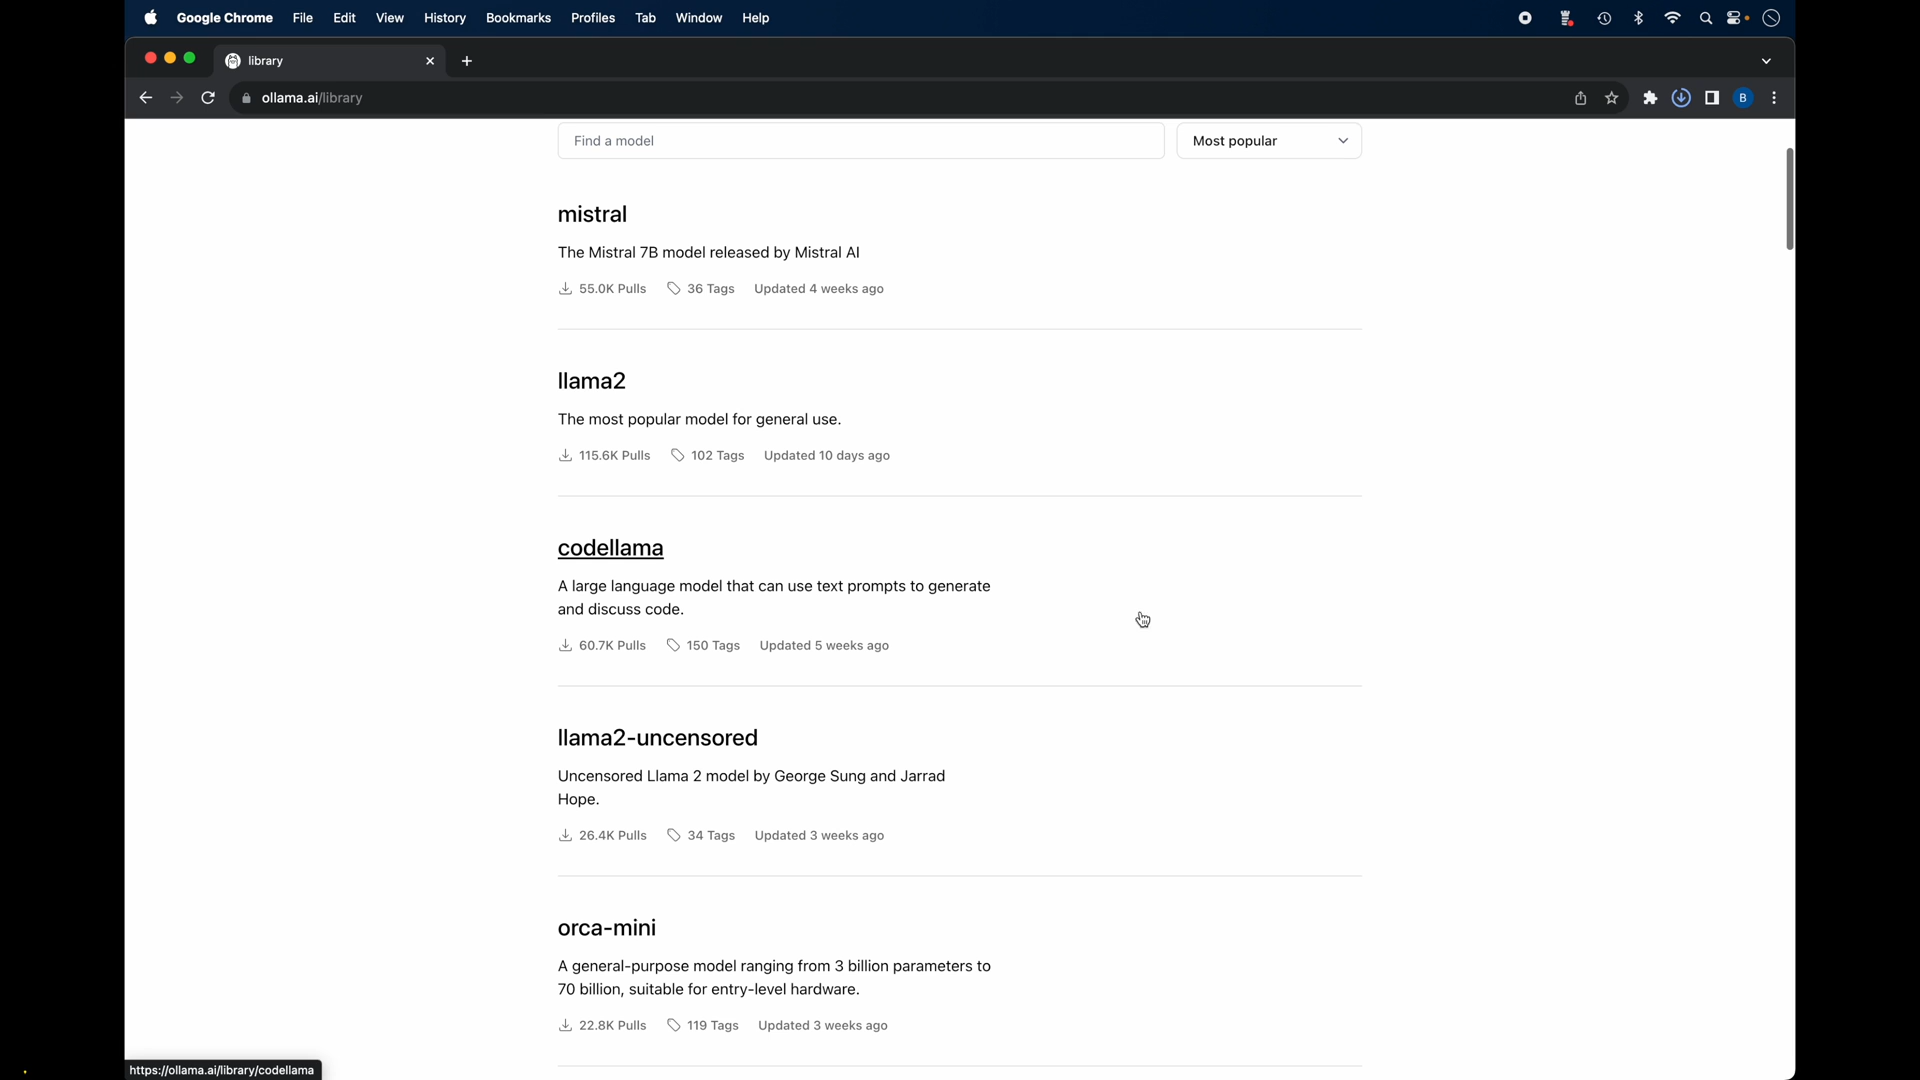 Google Chrome File Edit View History Bookmarks Profiles Tab Window Help
library
ollama.ai/library
B
Find a model
Most popular
mistral
The Mistral 7B model released by Mistral AI
55.0K Pulls 36 Tags Updated 4 weeks ago
llama2
The most popular model for general use.
115.6K Pulls 102 Tags Updated 10 days ago
codellama
A large language model that can use text prompts to generate
and discuss code.
60.7K Pulls 150 Tags Updated 5 weeks ago
llama2-uncensored
Uncensored Llama 2 model by George Sung and Jarrad
Hope.
26.4K Pulls 34 Tags Updated 3 weeks ago
orca-mini
A general-purpose model ranging from 3 billion parameters to
70 billion, suitable for entry-level hardware.
22.8K Pulls 119 Tags Updated 3 weeks ago
https://ollama.ai/library/codellama